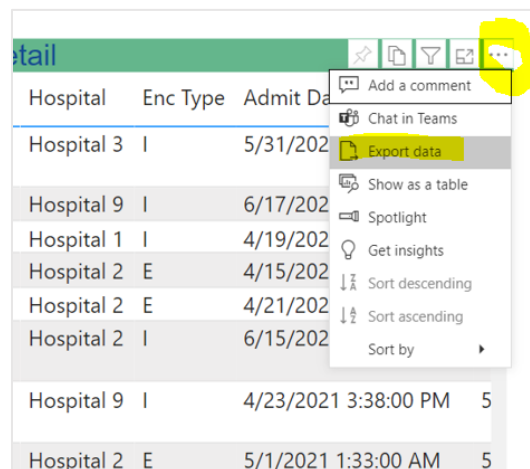 etail
Hospital Enc Type Admit Da
Add a comment
Chat in Teams
Export data
Show as a table
Spotlight
Get insights
Sort descending
Sort ascending
Sort by
Hospital 3 I 5/31/202
Hospital 9 I 6/17/202
Hospital 1 I 4/19/202
Hospital 2 E 4/15/202
Hospital 2 E 4/21/202
Hospital 2 I 6/15/202
Hospital 9 I 4/23/2021 3:38:00 PM 5
Hospital 2 E 5/1/2021 1:33:00 AM 5